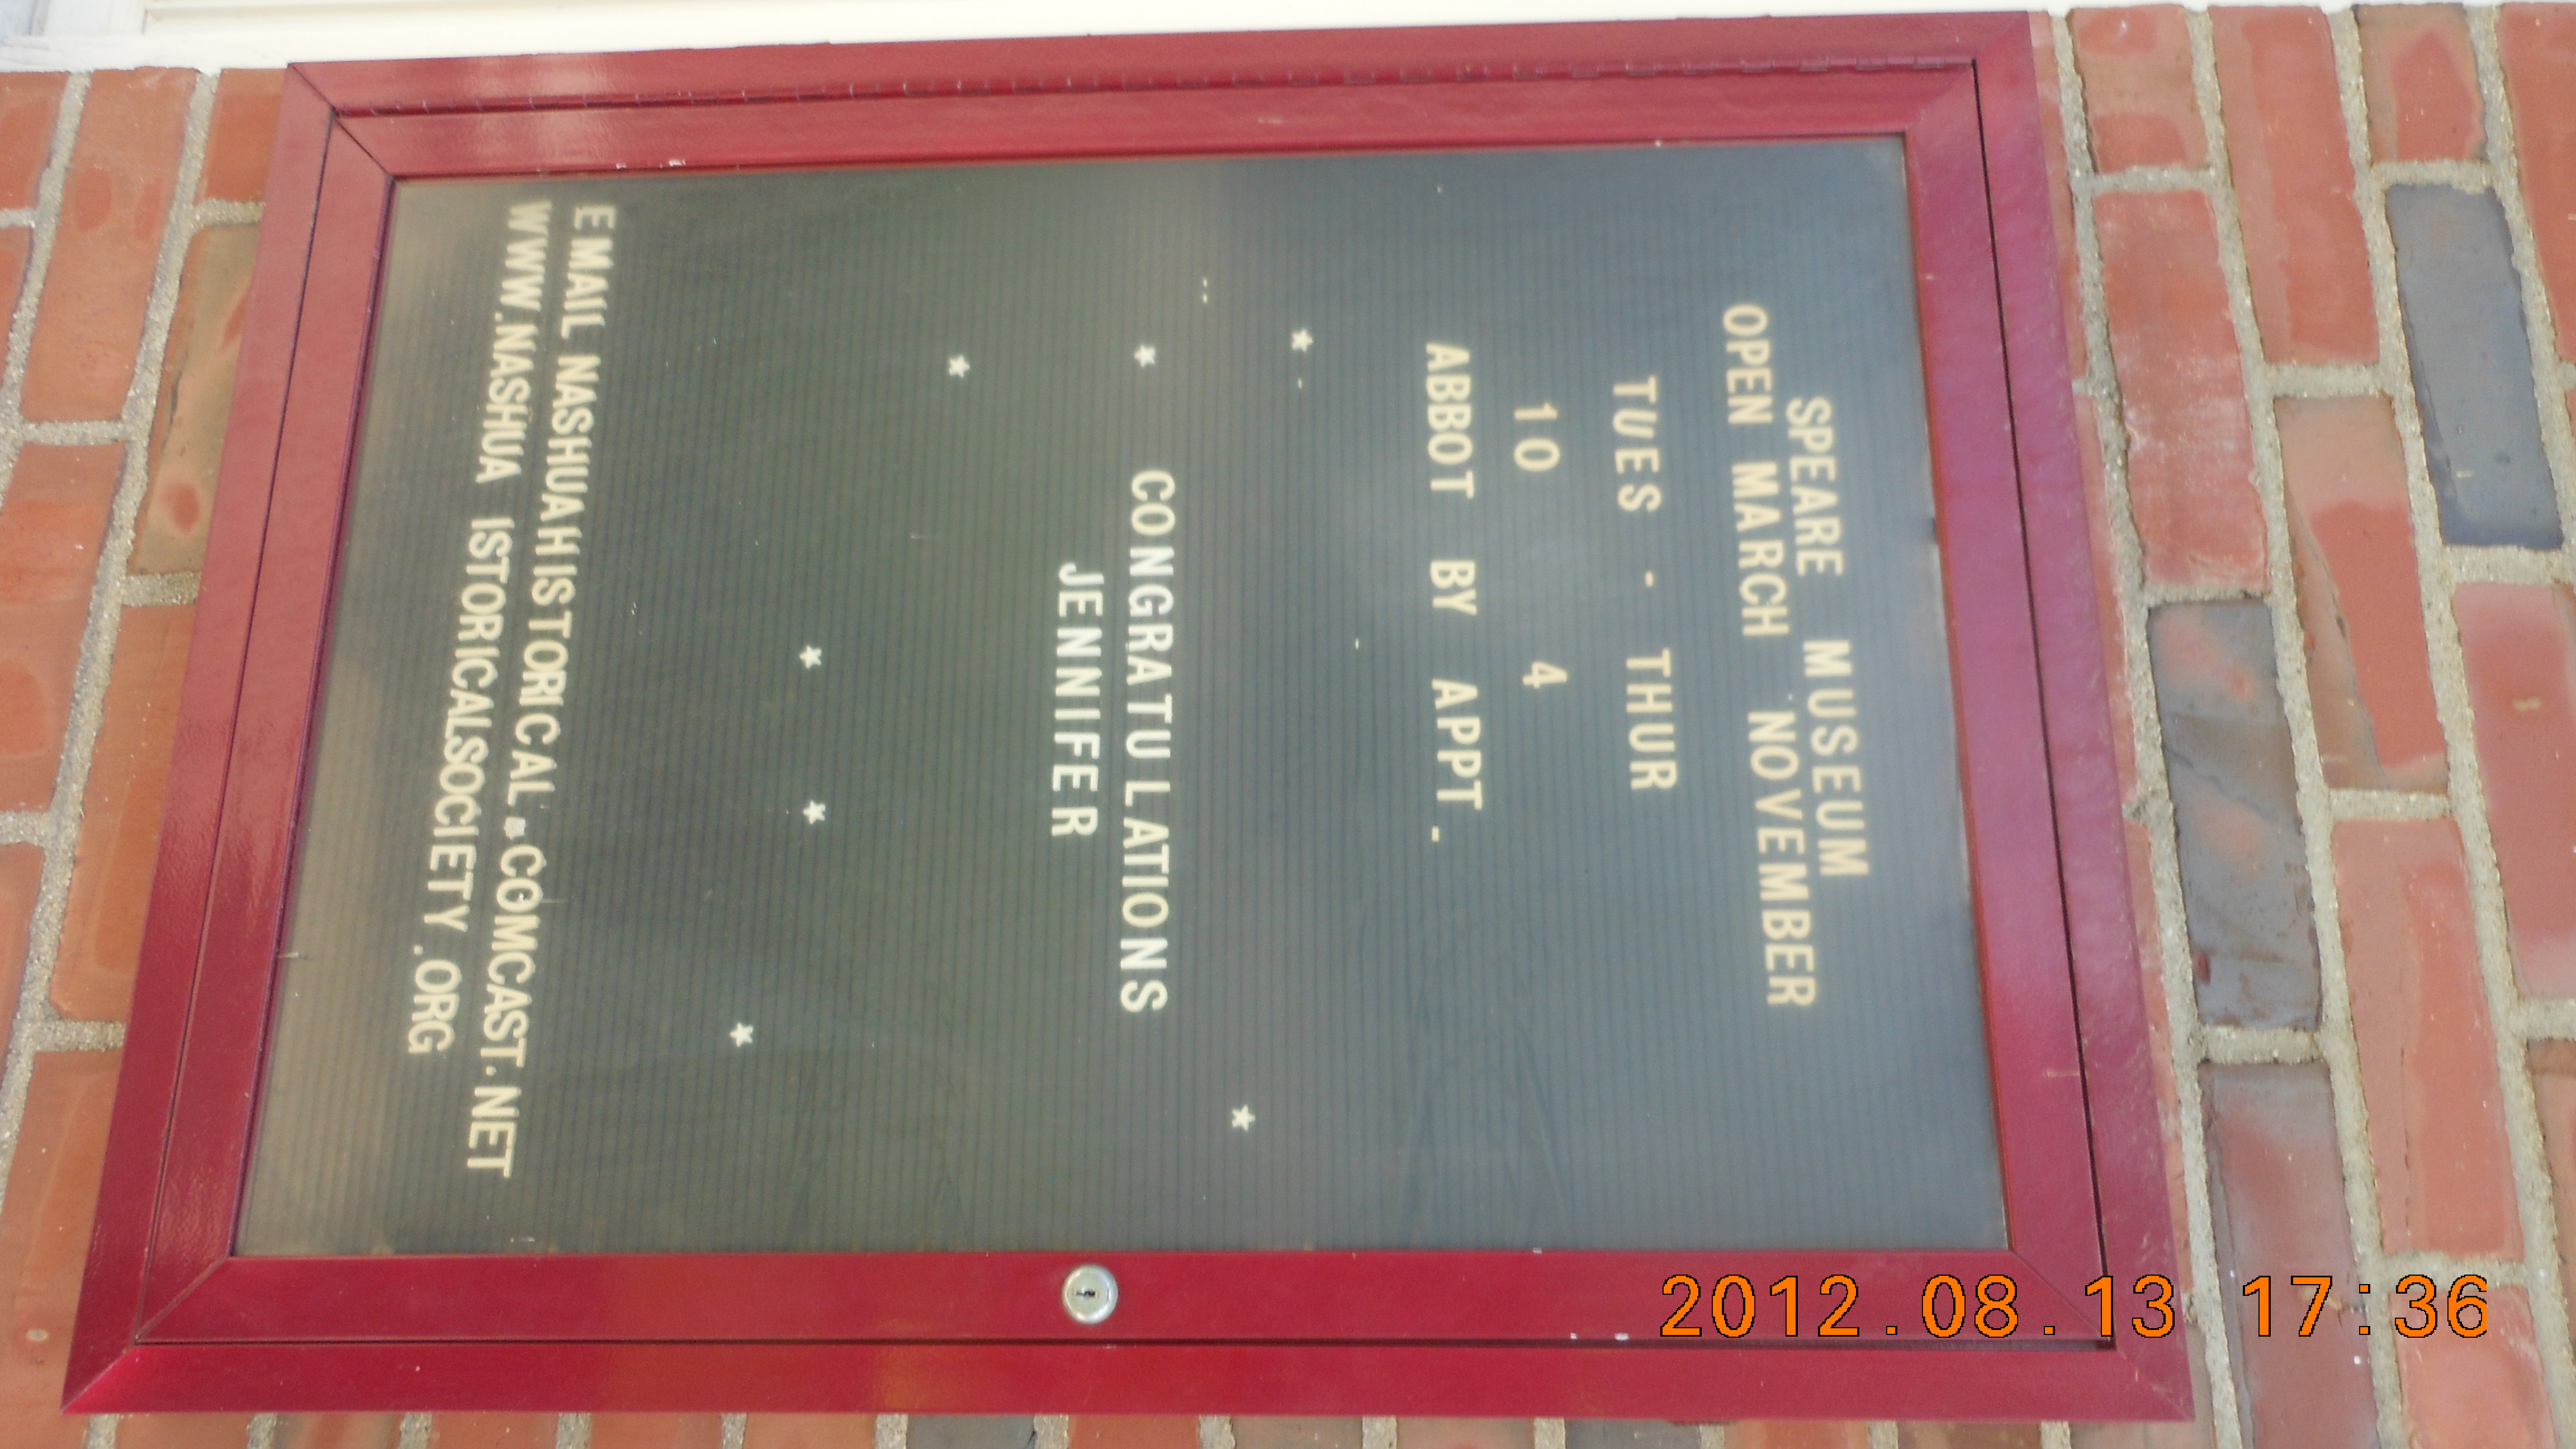 SPEARE MUSEUM
OPEN MARCH NOVEMBER
TUES - THUR
10 4
ABBOT BY APPT.
CONGRATULATIONS
JENNIFER
E MAIL NASHUAHISTORICAL@COMCAST.NET
WWW.NASHUA ISTORICALSOCIETY.ORG
2012.08.13 17:36